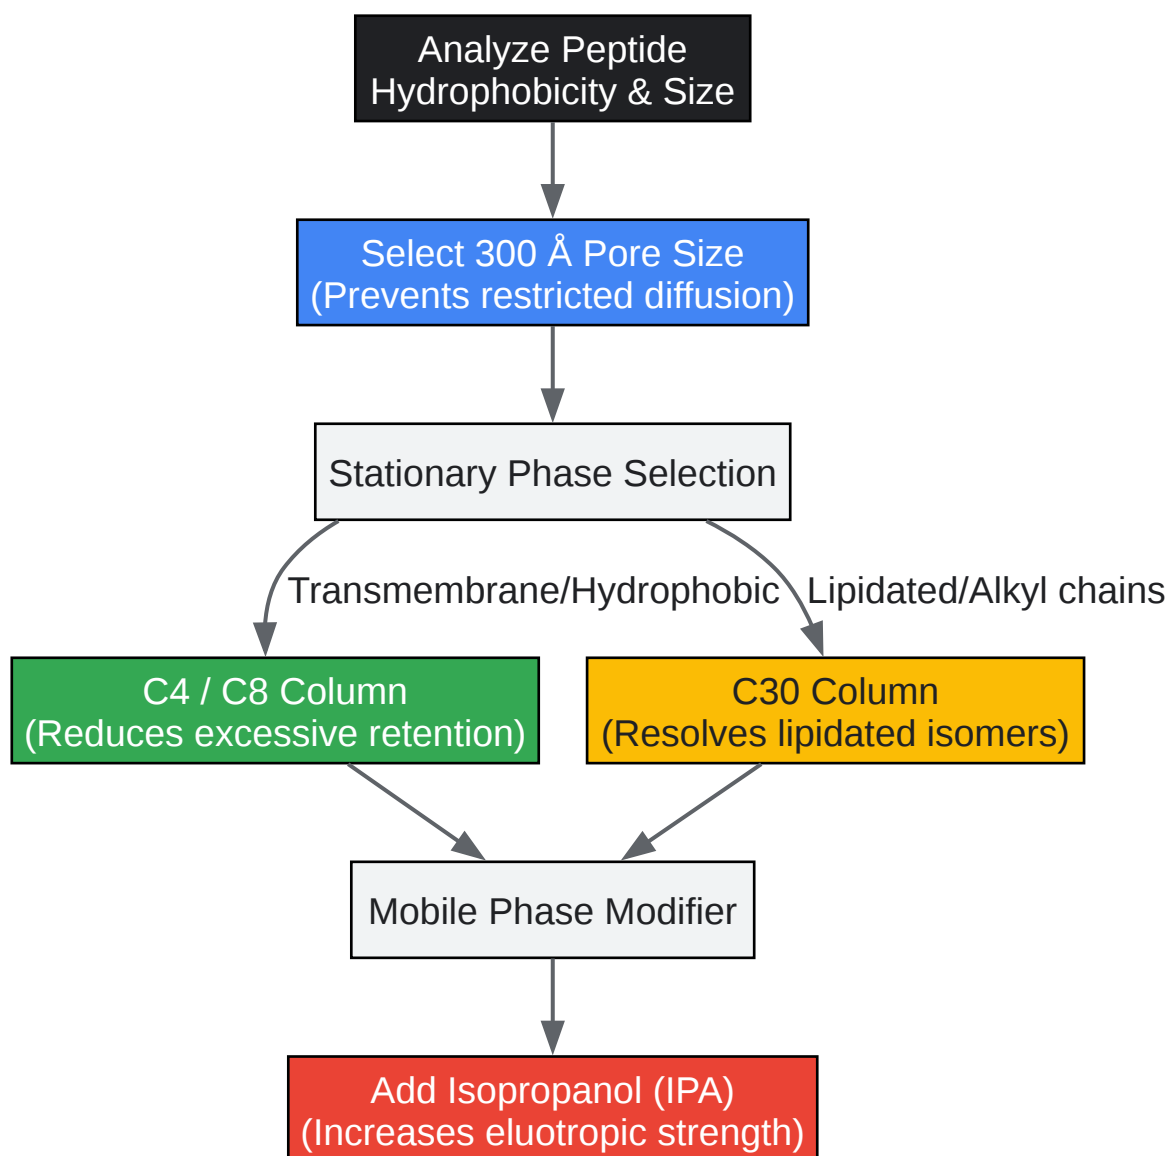 Analyze Peptide
Hydrophobicity & Size
Select 300 Å Pore Size
(Prevents restricted diffusion)
Stationary Phase Selection
Transmembrane/Hydrophobic
Lipidated/Alkyl chains
C4 / C8 Column
(Reduces excessive retention)
C30 Column
(Resolves lipidated isomers)
Mobile Phase Modifier
Add Isopropanol (IPA)
(Increases eluotropic strength)